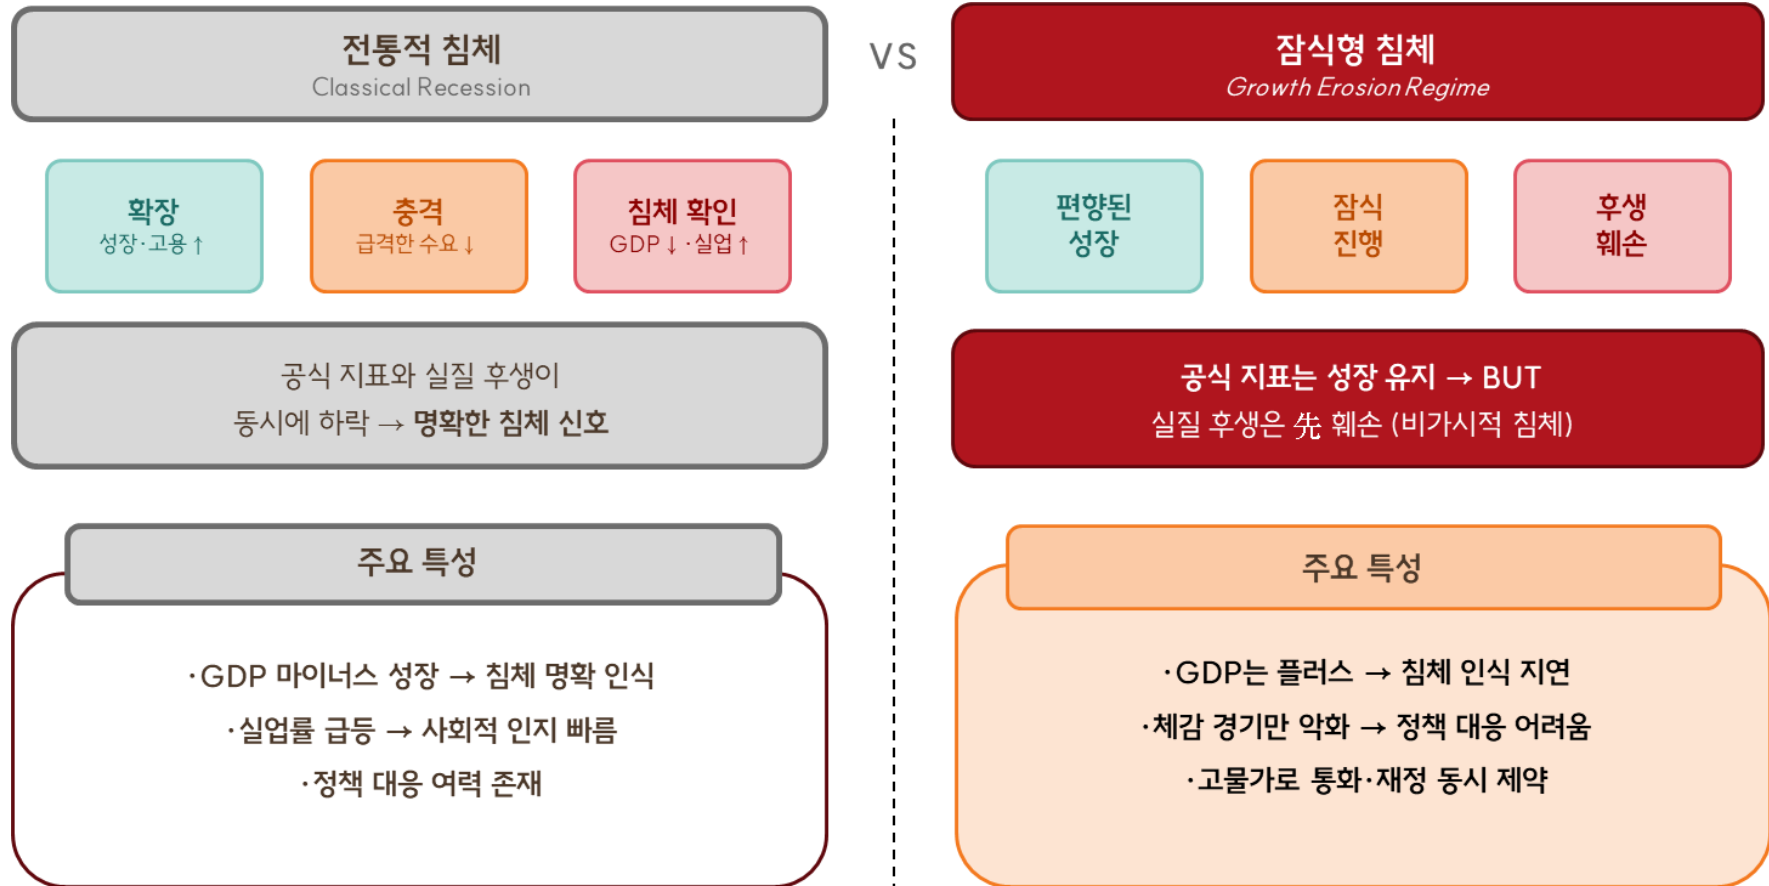 전통적 침체
Classical Recession
VS
잠식형 침체
Growth Erosion Regime
확장
성장·고용 ↑
충격
급격한 수요 ↓
침체 확인
GDP ↓ ·실업 ↑
편향된
성장
잠식
진행
후생
훼손
공식 지표와 실질 후생이
동시에 하락 → 명확한 침체 신호
공식 지표는 성장 유지 → BUT
실질 후생은 先 훼손 (비가시적 침체)
주요 특성
·GDP 마이너스 성장 → 침체 명확 인식
·실업률 급등 → 사회적 인지 빠름
·정책 대응 여력 존재
주요 특성
·GDP는 플러스 → 침체 인식 지연
·체감 경기만 악화 → 정책 대응 어려움
·고물가로 통화·재정 동시 제약